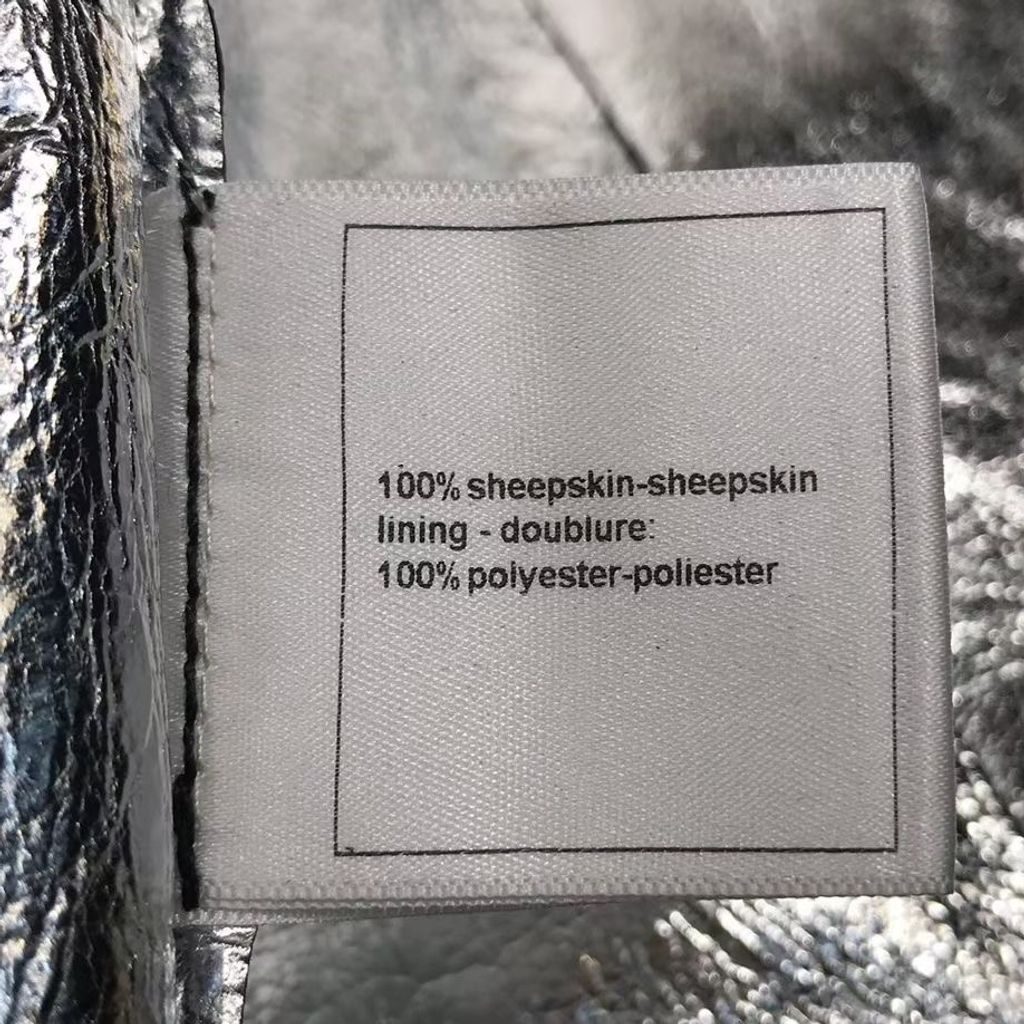 100% sheepskin-sheepskin
lining - doublure:
100% polyester-poliester